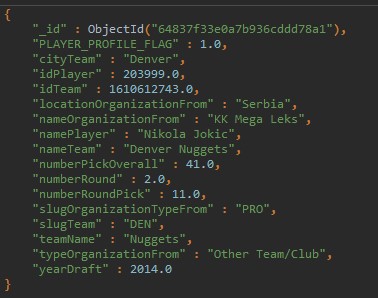 {
"_id" : ObjectId("64837f33e0a7b936cddd78a1"),
"PLAYER_PROFILE_FLAG" : 1.0,
"cityTeam" : "Denver",
"idPlayer" : 203999.0,
"idTeam" : 1610612743.0,
"locationOrganizationFrom" : "Serbia",
"nameOrganizationFrom" : "KK Mega Leks",
"namePlayer" : "Nikola Jokic",
"nameTeam" : "Denver Nuggets",
"numberPickOverall" : 41.0,
"numberRound" : 2.0,
"numberRoundPick" : 11.0,
"slugOrganizationTypeFrom" : "PRO",
"slugTeam" : "DEN",
"teamName" : "Nuggets",
"typeOrganizationFrom" : "Other Team/Club",
"yearDraft" : 2014.0
}